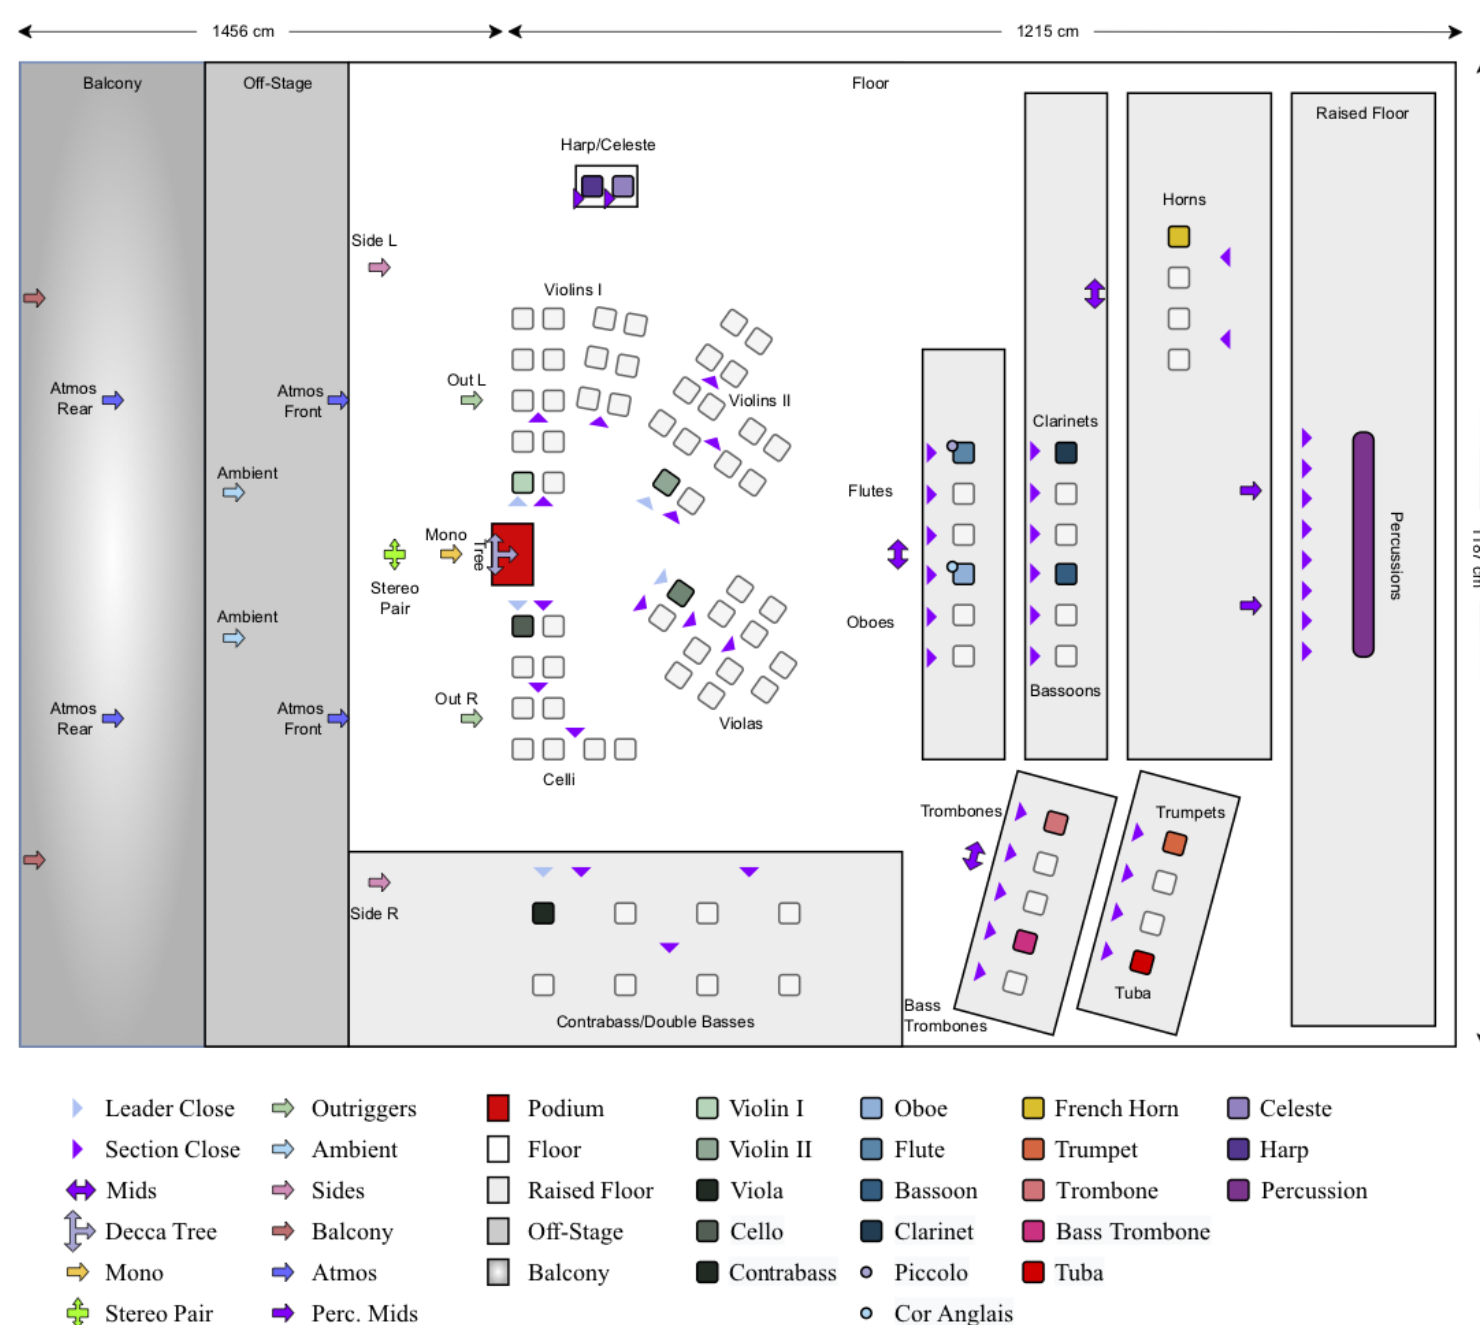 1456 cm
1215 cm
Balcony
Off-Stage
Floor
Raised Floor
Harp/Celeste
Horns
Side L
Violins I
Out L
Atmos
Rear
Atmos
Front
Violins II
Clarinets
Ambient
Flutes
Mono
Tree
Stereo
Pair
Percussions
Ambient
Oboes
Bassoons
Out R
Atmos
Rear
Atmos
Front
Violas
Celli
Trombones
Trumpets
Side R
Tuba
Bass
Trombones
Contrabass/Double Basses
Leader Close
Outriggers
Podium
Violin I
Oboe
French Horn
Celeste
Section Close
Ambient
Floor
Violin II
Flute
Trumpet
Harp
Mids
Sides
Raised Floor
Viola
Bassoon
Trombone
Percussion
Decca Tree
Balcony
Off-Stage
Cello
Clarinet
Bass Trombone
Mono
Atmos
Balcony
Contrabass
Piccolo
Tuba
Stereo Pair
Perc. Mids
Cor Anglais